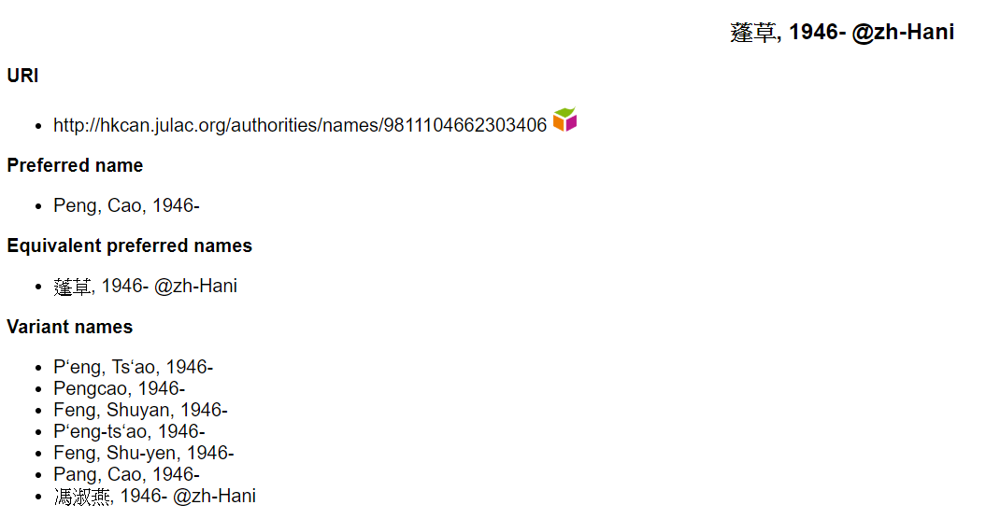 蓬草, 1946- @zh-Hani
URI
http://hkcan.julac.org/authorities/names/9811104662303406
Preferred name
Peng, Cao, 1946-
Equivalent preferred names
蓬草, 1946- @zh-Hani
Variant names
P‘eng, Ts‘ao, 1946-
Pengcao, 1946-
Feng, Shuyan, 1946-
P‘eng-ts‘ao, 1946-
Feng, Shu-yen, 1946-
Pang, Cao, 1946-
馮淑燕, 1946- @zh-Hani